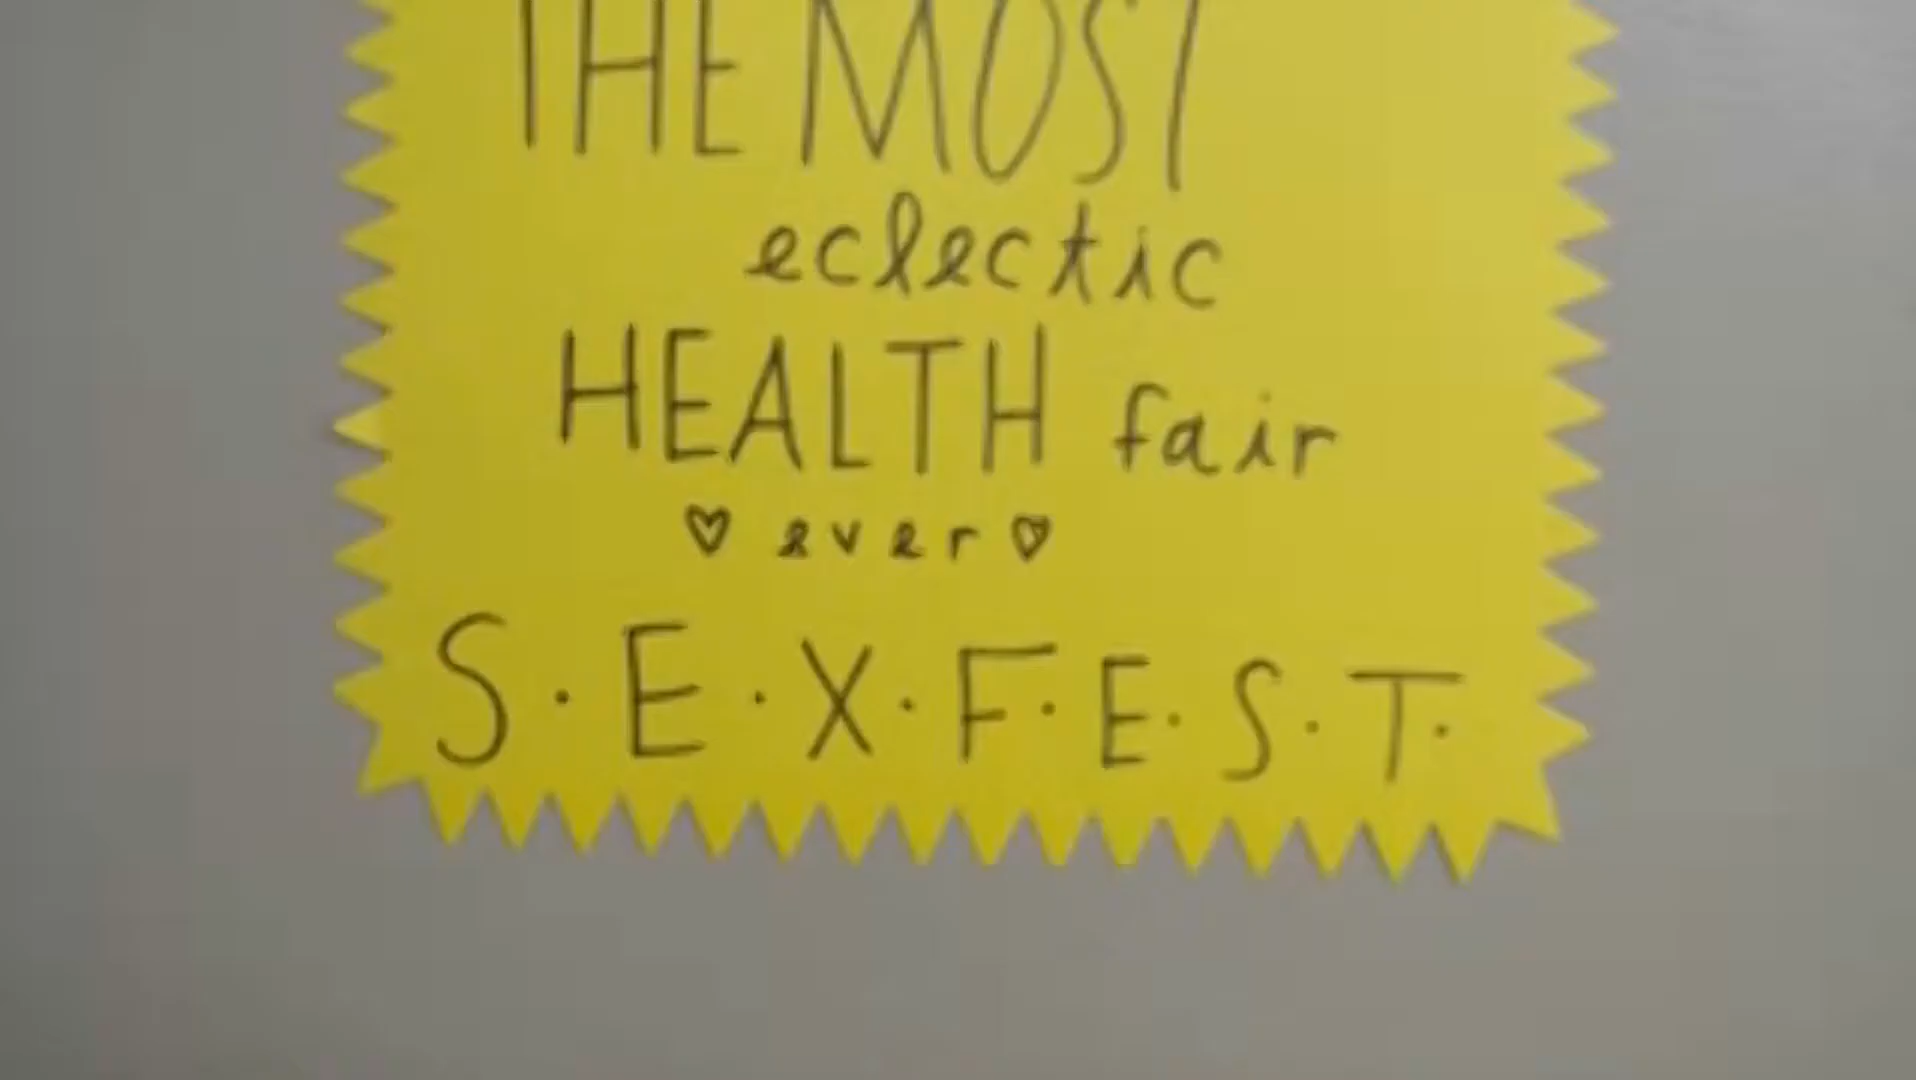 THE MOST
eclectic
HEALTH fair
♡ ever ♡
S.E.X.F.E.S.T.